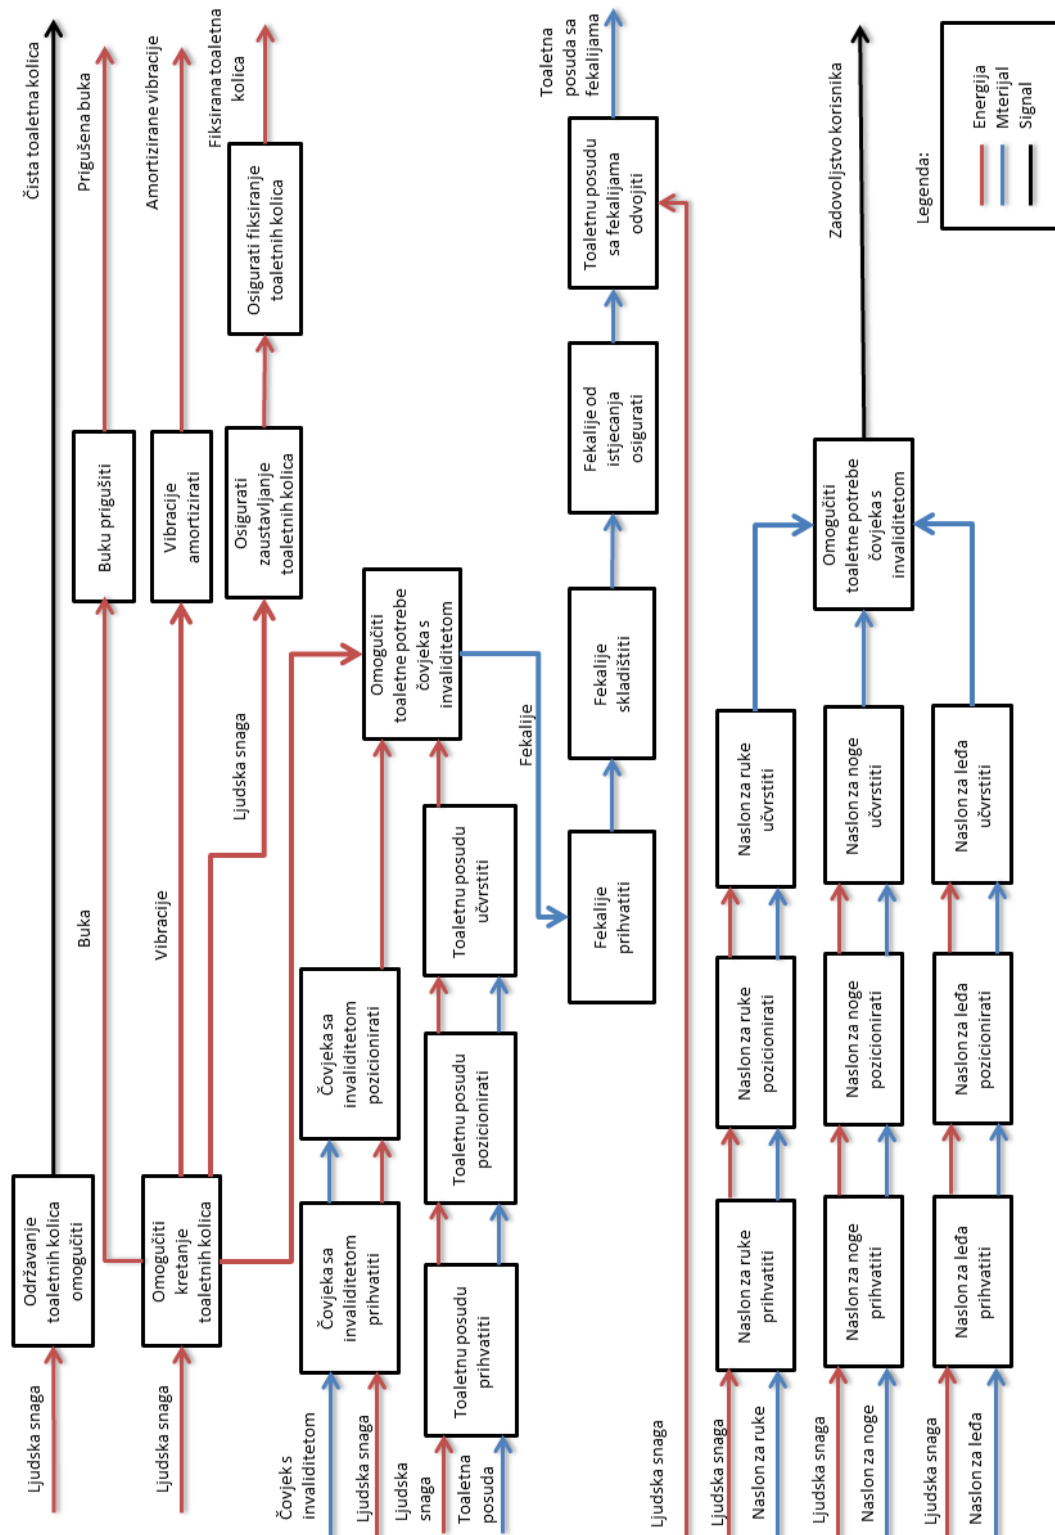 Ljudska snaga
Održavanje
toaletnih kolica
omogučiti
Čista toaletna kolica
Ljudska snaga
Omogučiti
kretanje
toaletnih kolica
Buka
Buku prigušiti
Prigušena buka
Vibracije
Vibracije
amortizirati
Amortizirane vibracije
Ljudska snaga
Osigurati
zaustavljanje
toaletnih kolica
Osigurati fiksiranje
toaletnih kolica
Fiksirana toaletna
kolica
Čovjek s
invaliditetom
Ljudska snaga
Čovjeka sa
invaliditetom
prihvatiti
Čovjeka sa
invaliditetom
pozicionirati
Omogučiti
toaletne potrebe
čovjeka s
invaliditetom
Ljudska
snaga
Toaletna
posuda
Toaletnu posudu
prihvatiti
Toaletnu posudu
pozicionirati
Toaletnu posudu
učvrstiti
Fekalije
Fekalije
prihvatiti
Fekalije
skladištiti
Fekalije od
istjecanja
osigurati
Toaletnu posudu
sa fekalijama
odvojiti
Toaletna
posuda sa
fekalijama
Ljudska snaga
Ljudska snaga
Naslon za ruke
Naslon za ruke
prihvatiti
Naslon za ruke
pozicionirati
Naslon za ruke
učvrstiti
Ljudska snaga
Naslon za noge
Naslon za noge
prihvatiti
Naslon za noge
pozicionirati
Naslon za noge
učvrstiti
Omogučiti
toaletne potrebe
čovjeka s
invaliditetom
Zadovoljstvo korisnika
Ljudska snaga
Naslon za leđa
Naslon za leđa
prihvatiti
Naslon za leđa
pozicionirati
Naslon za leđa
učvrstiti
Legenda:
Energija
Mterijal
Signal